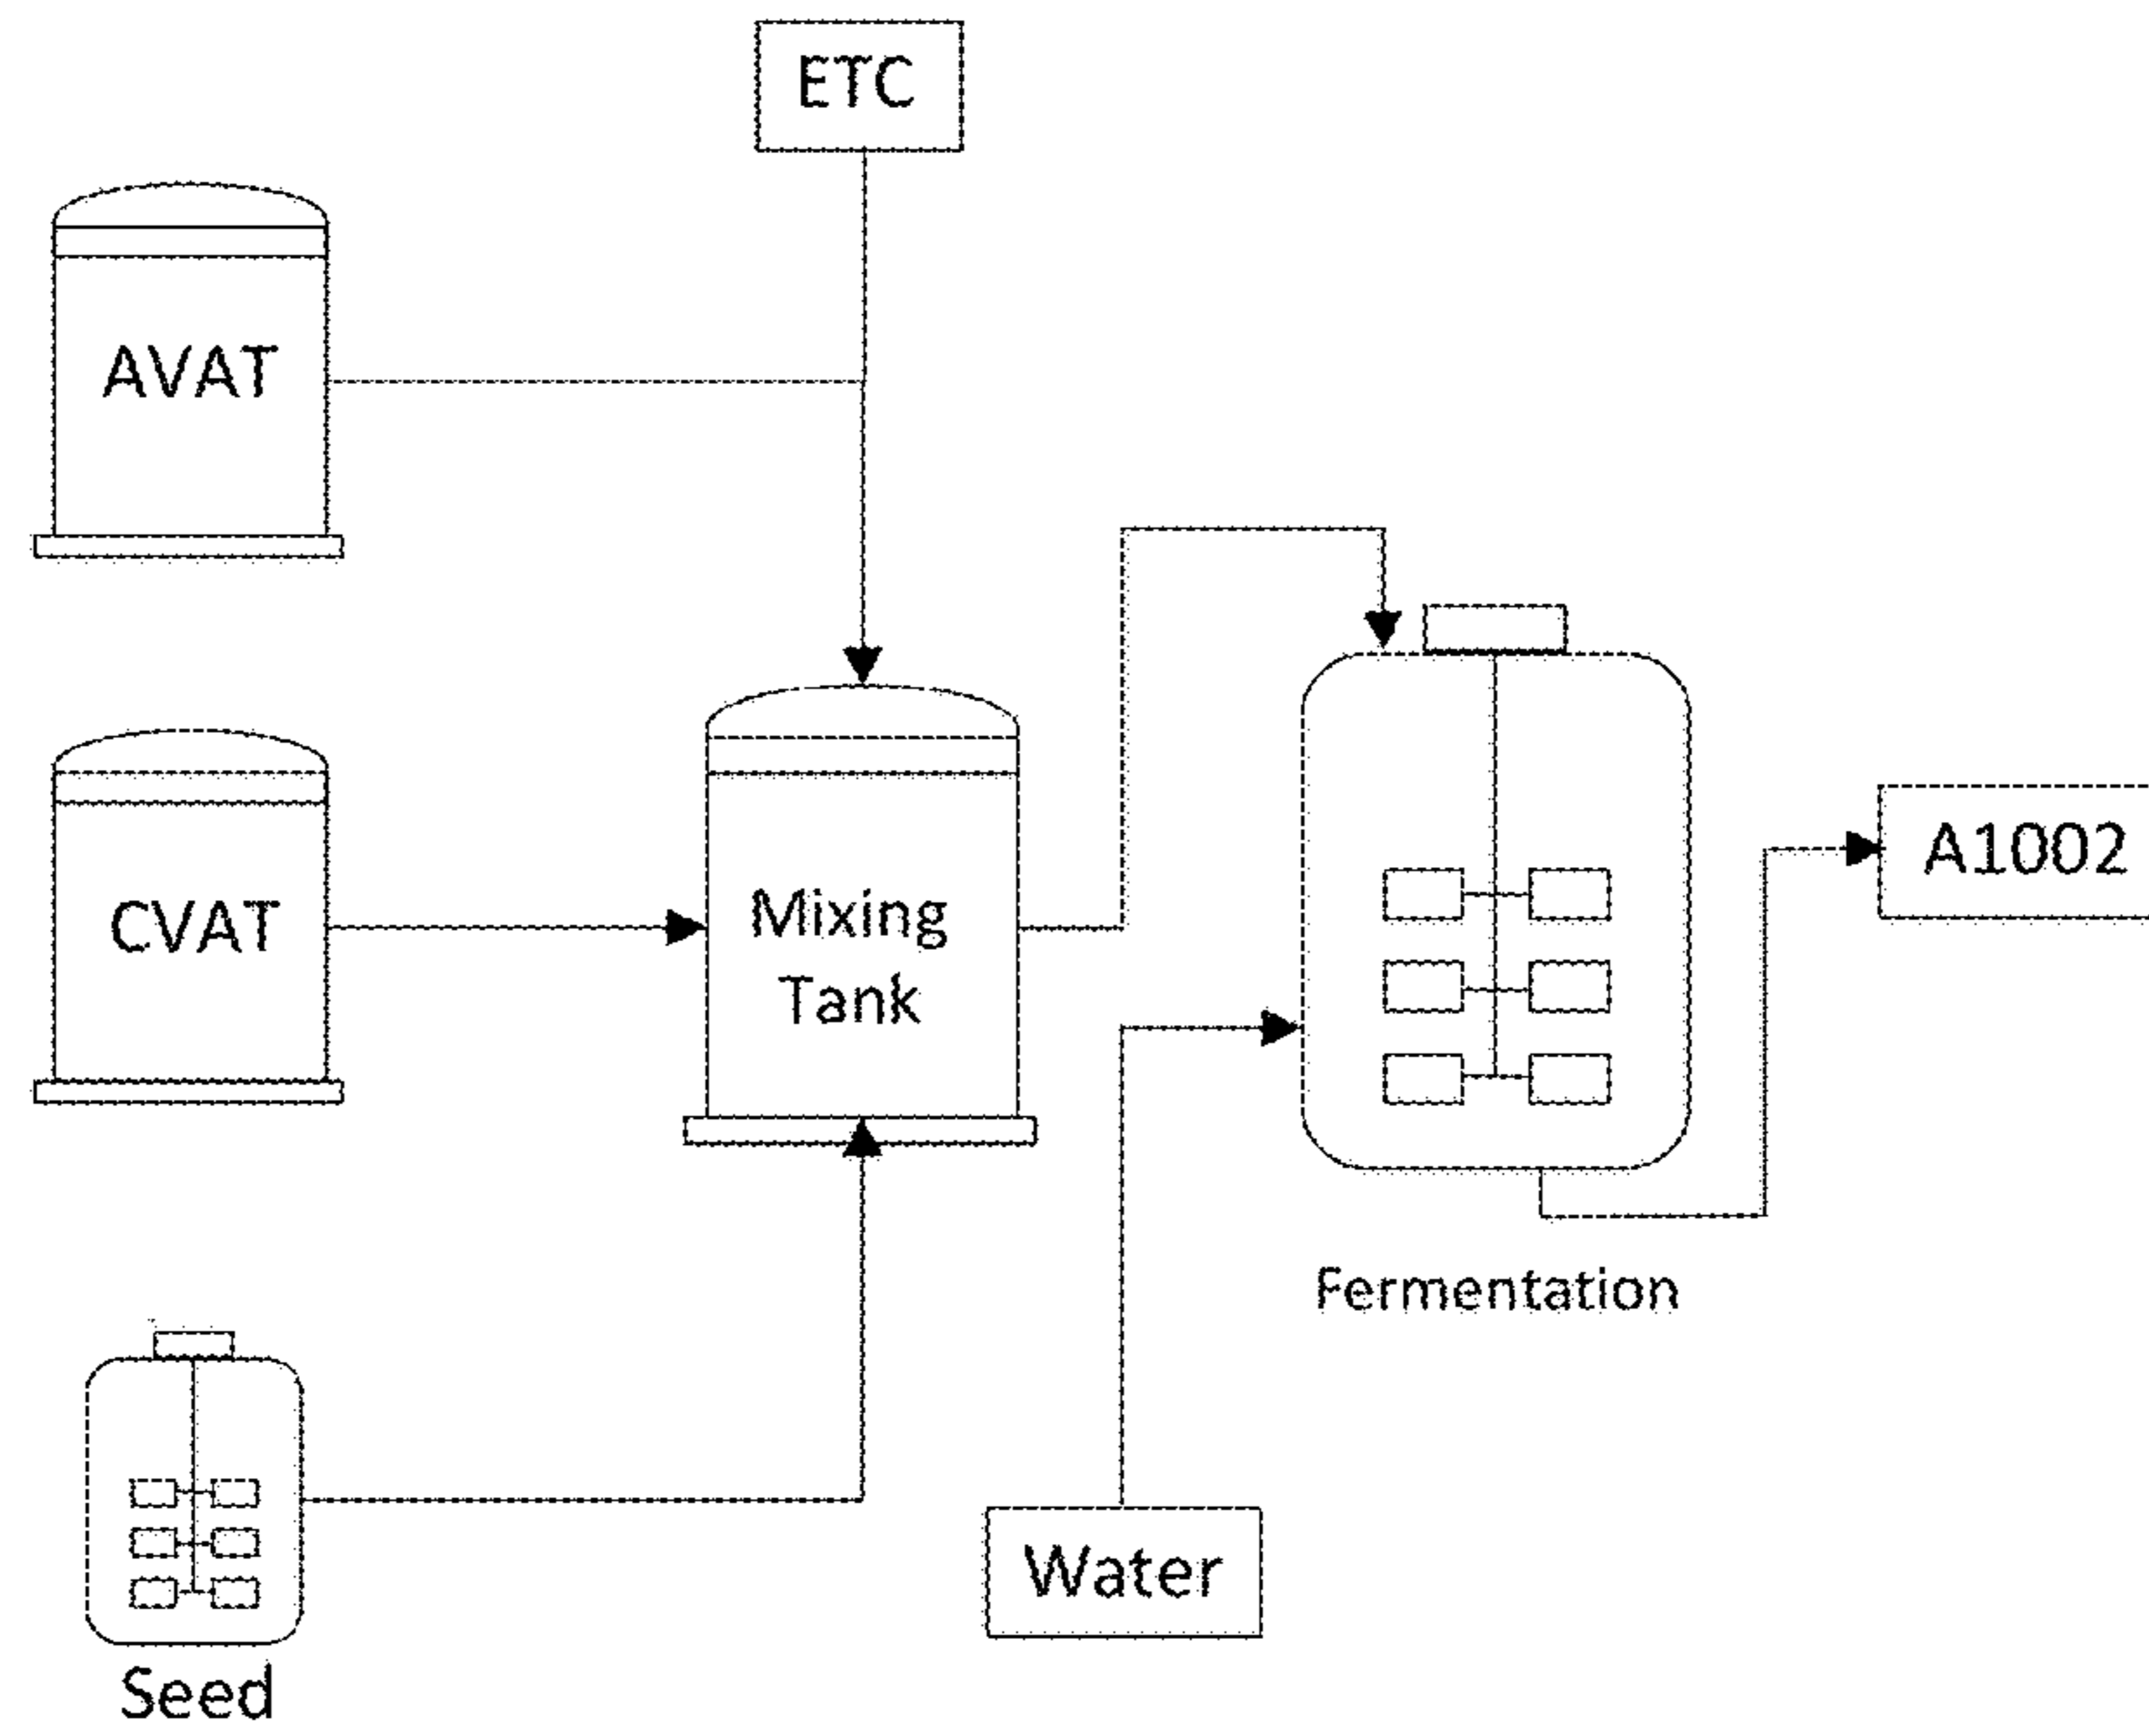 ETC
AVAT
CVAT
Mixing
Tank
A1002
Fermentation
Water
Seed